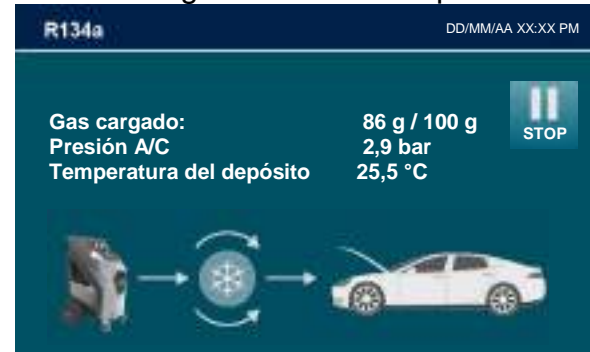 R134a DD/MM/AA XX:XX PM
Gas cargado: 86 g / 100 g
Presión A/C 2,9 bar
Temperatura del depósito 25,5 °C
STOP